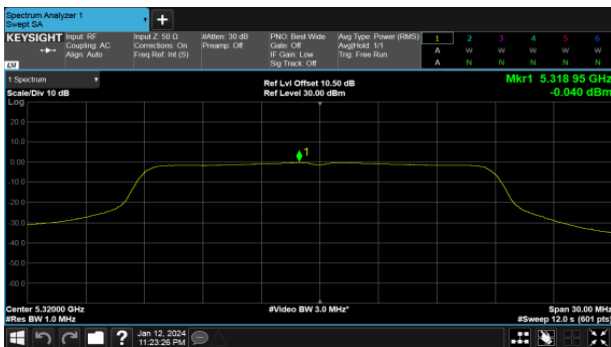 Spectrum Analyzer 1
Swept SA
KEYSIGHT
Input: RF
Coupling: AC
Align: Auto
Input Z: 50 Ω
Corrections: On
Freq Ref: Int (S)
#Atten: 30 dB
Preamp: Off
PNO: Best Wide
Gate: Off
IF Gain: Low
Sig Track: Off
Avg Type: Power (RMS)
Avg|Hold: 1/1
Trig: Free Run
1 2 3 4 5 6
A W W W W W
A N N N N N
LXI
1 Spectrum
Scale/Div 10 dB
Ref Lvl Offset 10.50 dB
Ref Level 30.00 dBm
Mkr1 5.318 95 GHz
-0.040 dBm
Log
1
20.0
10.0
0.00
-10.0
-20.0
-30.0
-40.0
-50.0
-60.0
Center 5.32000 GHz
#Res BW 1.0 MHz
#Video BW 3.0 MHz*
Span 30.00 MHz
#Sweep 12.0 s (601 pts)
?
Jan 12, 2024
11:23:26 PM